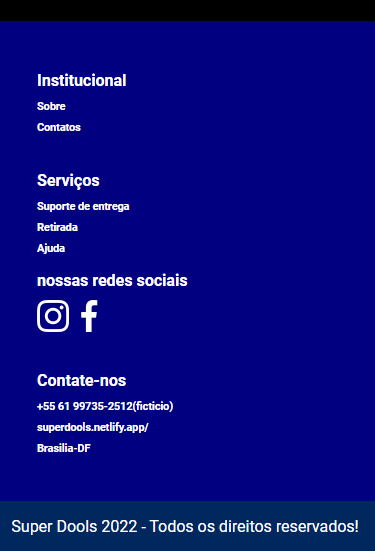 Institucional
Sobre
Contatos
Serviços
Suporte de entrega
Retirada
Ajuda
nossas redes sociais
Contate-nos
+55 61 99735-2512(ficticio)
superdools.netlify.app/
Brasilia-DF
Super Dools 2022 - Todos os direitos reservados!